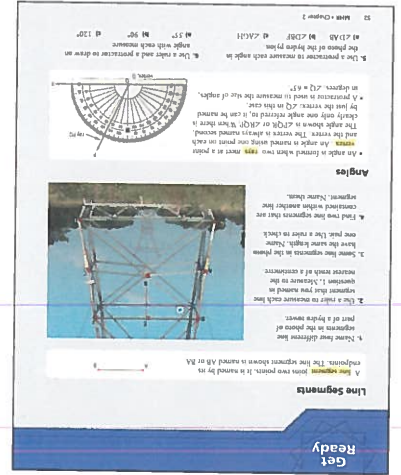 Get
Ready
Line Segments
A line segment joins two points. It is named by its
endpoints. The line segment shown is named AB or BA
A B
1. Name four different line
segments in the photo of
part of a hydro tower.
2. Use a ruler to measure each line
segment that you named in
question 1. Measure to the
nearest tenth of a centimetre.
3. Some line segments in the photo
have the same length. Name
one pair. Use a ruler to check
4. Find two line segments that are
contained within another line
segment. Name them.
Angles
• An angle is formed when two rays meet at a point
vertex. An angle is named using one point on each
and the vertex. The vertex is always named second.
The angle shown is ∠PQR or ∠RQP. When there is
clearly only one angle referred to, it can be named
by just the vertex: ∠Q in this case.
• A protractor is used to measure the size of angles,
in degrees. ∠Q = 65°
P
ray PQ
Q
vertex, Q
5. Use a protractor to measure each angle in
the photo of the hydro pylon
a) ∠DAB b) ∠DBF c) ∠AGH
6. Use a ruler and a protractor to draw an
angle with each measure
a) 35° b) 90° c) 120°
52 MHR • Chapter 2